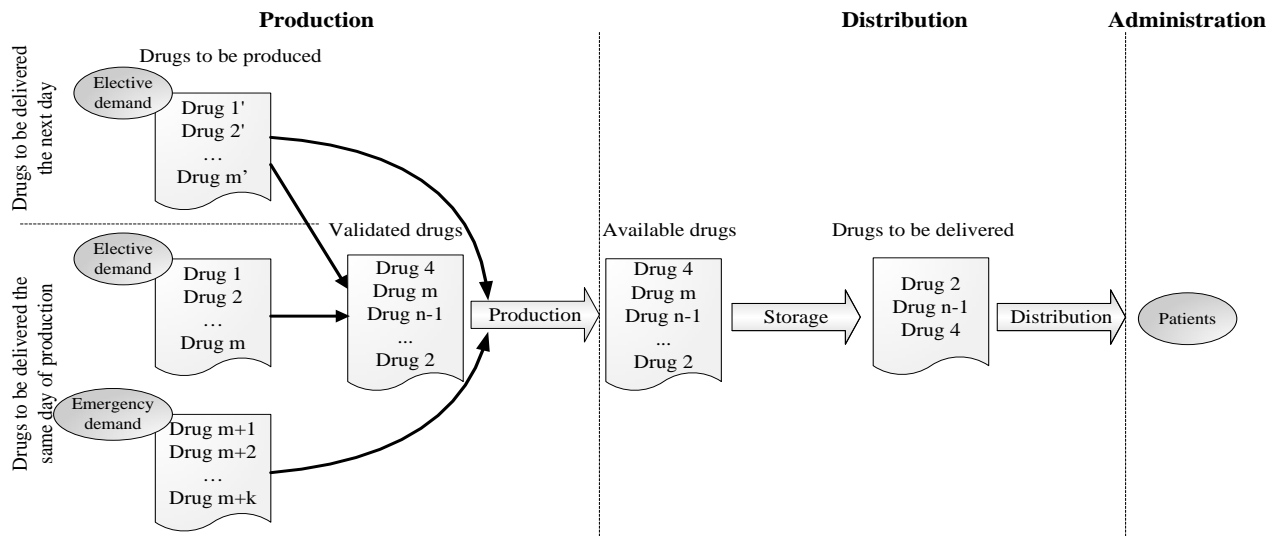 Production
Distribution
Administration
Drugs to be delivered
the next day
Drugs to be produced
Elective
demand
Drug 1'
Drug 2'
…
Drug m’
Drugs to be delivered the
same day of production
Elective
demand
Drug 1
Drug 2
...
Drug m
Emergency
demand
Drug m+1
Drug m+2
…
Drug m+k
Validated drugs
Drug 4
Drug m
Drug n-1
...
Drug 2
Production
Available drugs
Drug 4
Drug m
Drug n-1
...
Drug 2
Storage
Drugs to be delivered
Drug 2
Drug n-1
Drug 4
Distribution
Patients